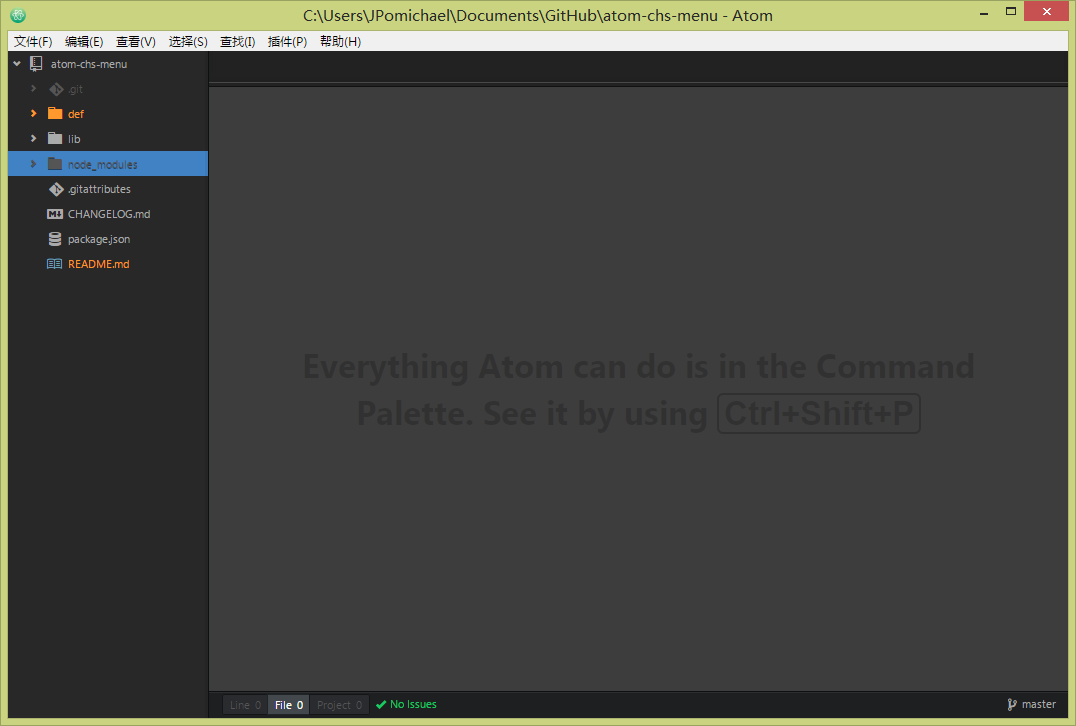 C:\Users\JPomichael\Documents\GitHub\atom-chs-menu - Atom
文件(F) 编辑(E) 查看(V) 选择(S) 查找(I) 插件(P) 帮助(H)
atom-chs-menu
.git
def
lib
node_modules
.gitattributes
CHANGELOG.md
package.json
README.md
Everything Atom can do is in the Command
Palette. See it by using Ctrl+Shift+P
Line 0 File 0 Project 0 No Issues master